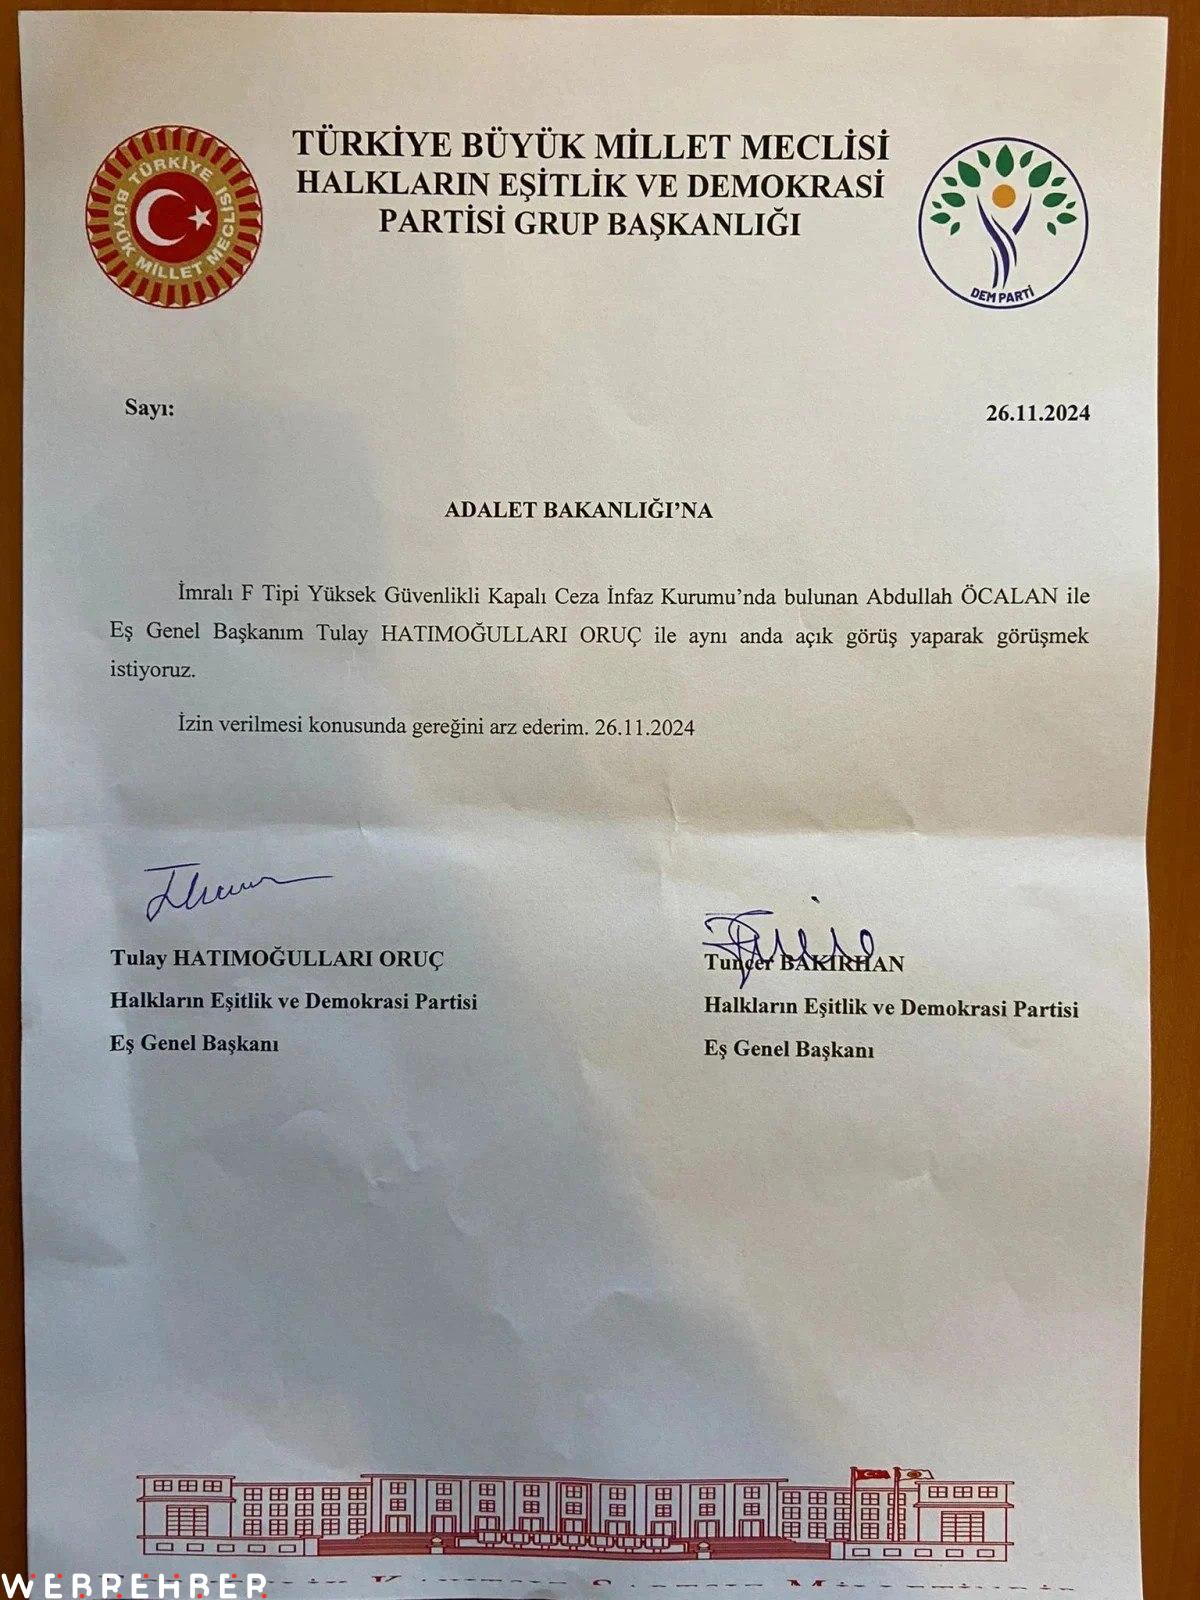 TÜRKİYE BÜYÜK MİLLET MECLİSİ
HALKLARIN EŞİTLİK VE DEMOKRASİ
PARTİSİ GRUP BAŞKANLIĞI
TÜRKİYE
BÜYÜK MİLLET MECLİSİ
DEM PARTİ
Sayı:
26.11.2024
ADALET BAKANLIĞI’NA
İmralı F Tipi Yüksek Güvenlikli Kapalı Ceza İnfaz Kurumu’nda bulunan Abdullah ÖCALAN ile
Eş Genel Başkanım Tulay HATIMOĞULLARI ORUÇ ile aynı anda açık görüş yaparak görüşmek
istiyoruz.
İzin verilmesi konusunda gereğini arz ederim. 26.11.2024
Tulay HATIMOĞULLARI ORUÇ
Halkların Eşitlik ve Demokrasi Partisi
Eş Genel Başkanı
Tunçer BAKIRHAN
Halkların Eşitlik ve Demokrasi Partisi
Eş Genel Başkanı
WEBREHBER